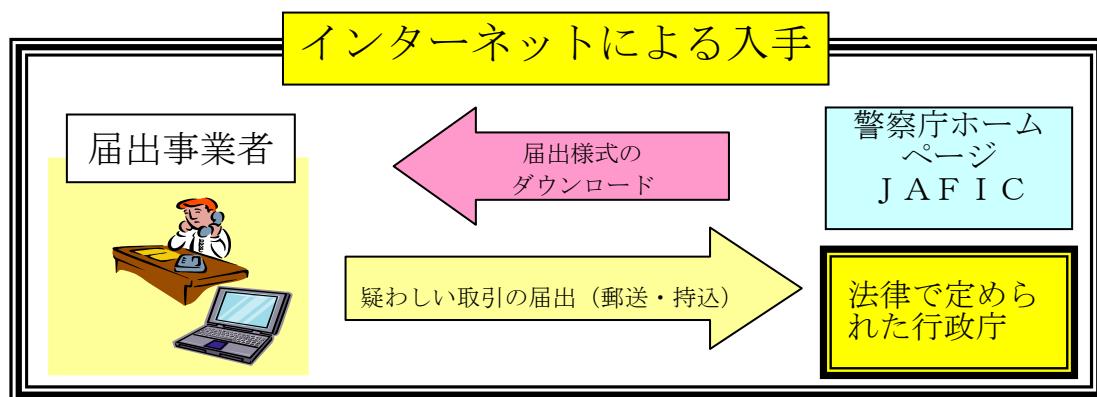 インターネットによる入手
届出事業者
届出様式の
ダウンロード
警察庁ホーム
ページ
ＪＡＦＩＣ
疑わしい取引の届出（郵送・持込）
法律で定めら
れた行政庁